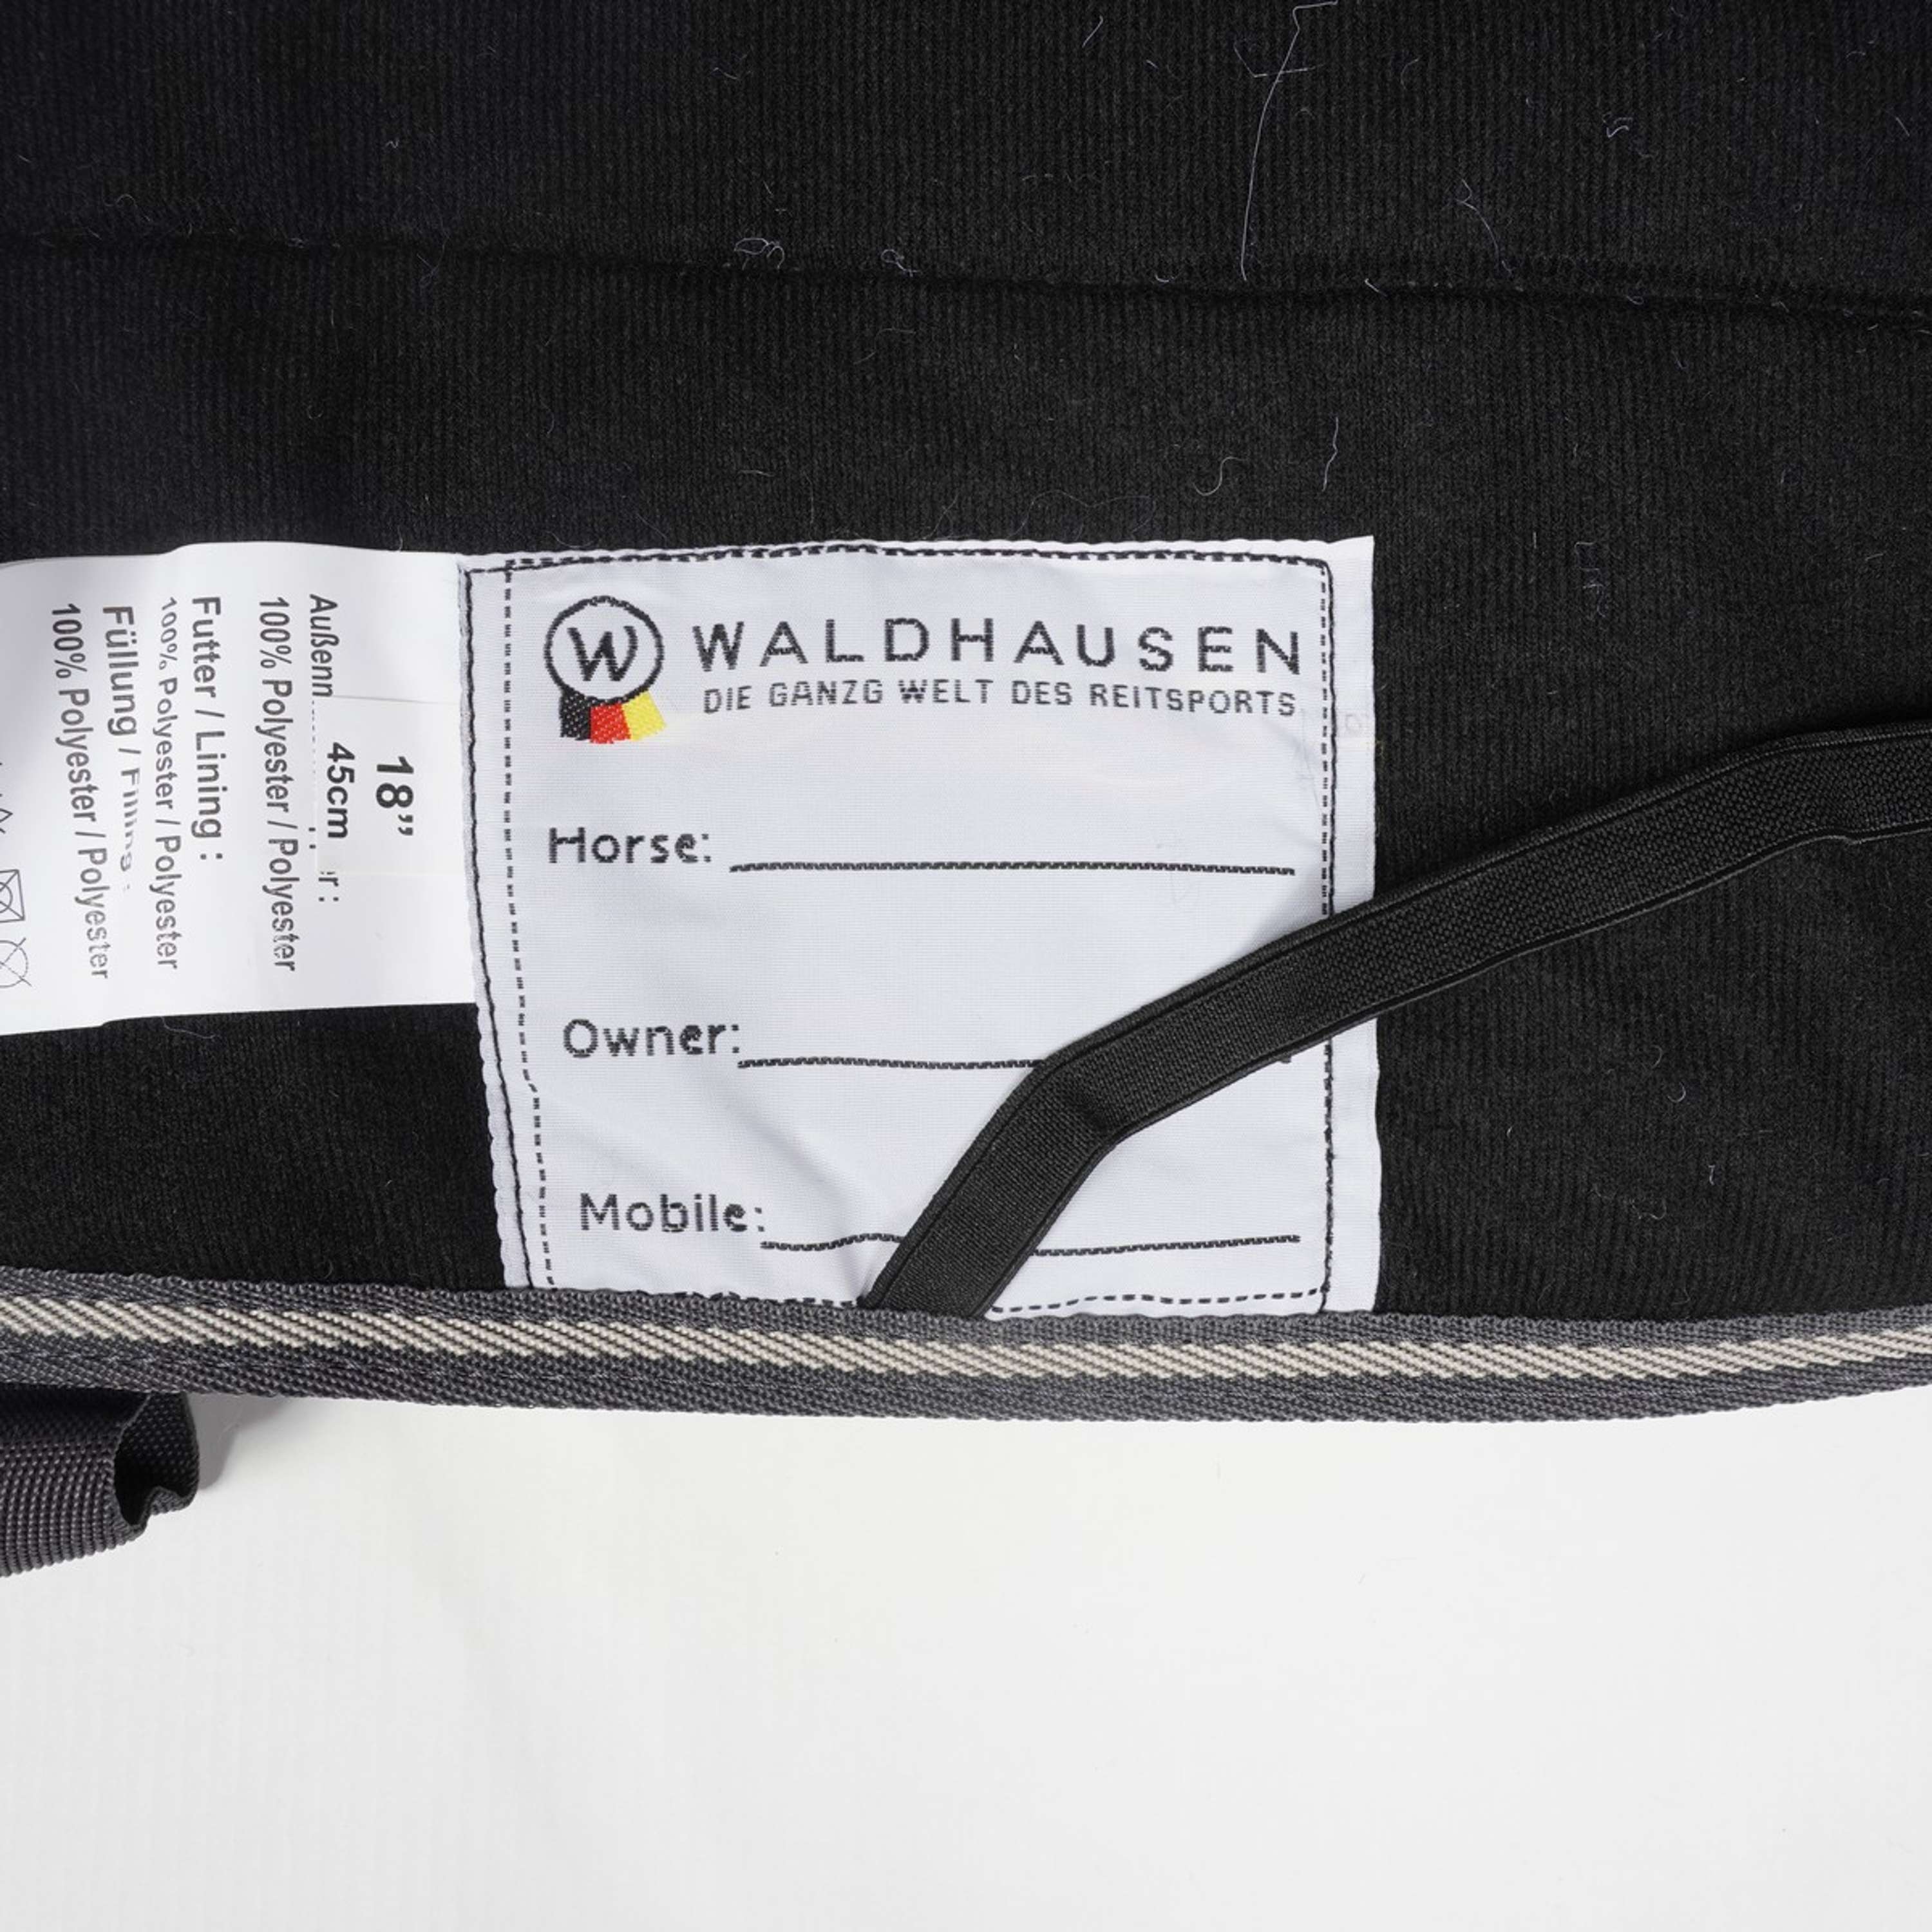 W
WALDHAUSEN
DIE GANZG WELT DES REITSPORTS
Horse:
Owner:
Mobile:
18”
45cm
Außenm
r :
100% Polyester / Polyester
Futter / Lining :
100% Polyester / Polyester
Füllung /
100% Polyester / Polyester